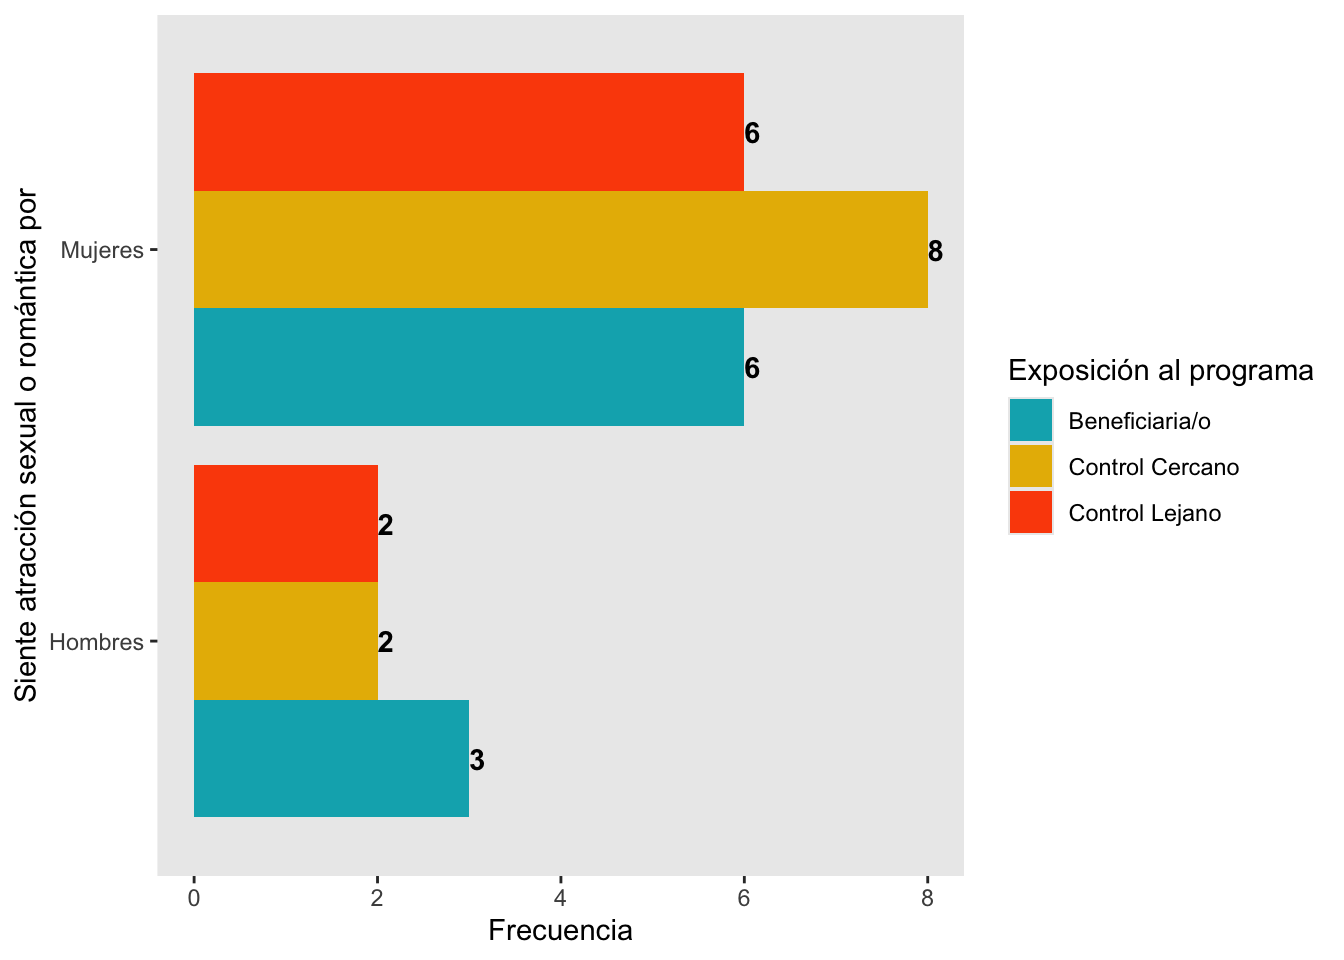 Siente atracción sexual o romántica por
Mujeres
Hombres
6
8
6
2
2
3
0 2 4 6 8
Frecuencia
Exposición al programa
Beneficiaria/o
Control Cercano
Control Lejano